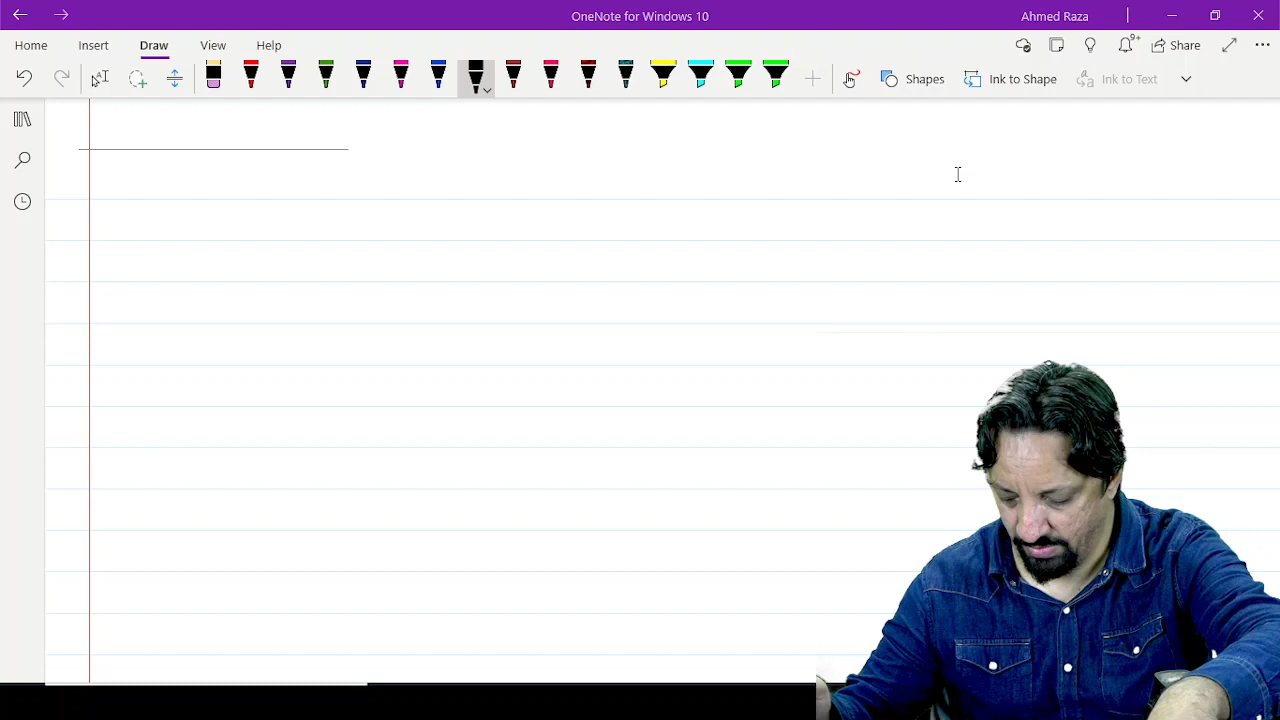 OneNote for Windows 10
Ahmed Raza
Home
Insert
Draw
View
Help
Share
Shapes
Ink to Shape
Ink to Text